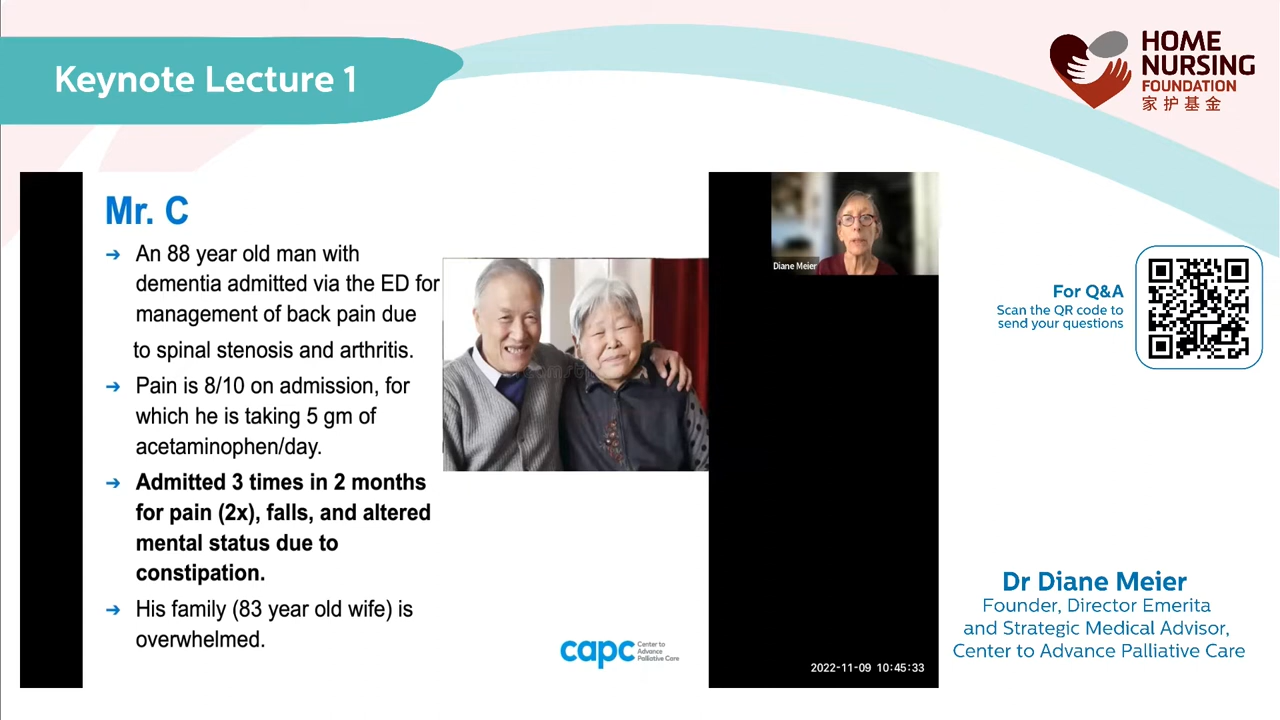 Keynote Lecture 1
HOME
NURSING
FOUNDATION
家护基金
Mr. C
➔ An 88 year old man with
dementia admitted via the ED for
management of back pain due
to spinal stenosis and arthritis.
➔ Pain is 8/10 on admission, for
which he is taking 5 gm of
acetaminophen/day.
➔ Admitted 3 times in 2 months
for pain (2x), falls, and altered
mental status due to
constipation.
➔ His family (83 year old wife) is
overwhelmed.
capc Center to
Advance
Palliative Care
Diane Meier
2022-11-09 10:45:33
For Q&A
Scan the QR code to
send your questions
Dr Diane Meier
Founder, Director Emerita
and Strategic Medical Advisor,
Center to Advance Palliative Care